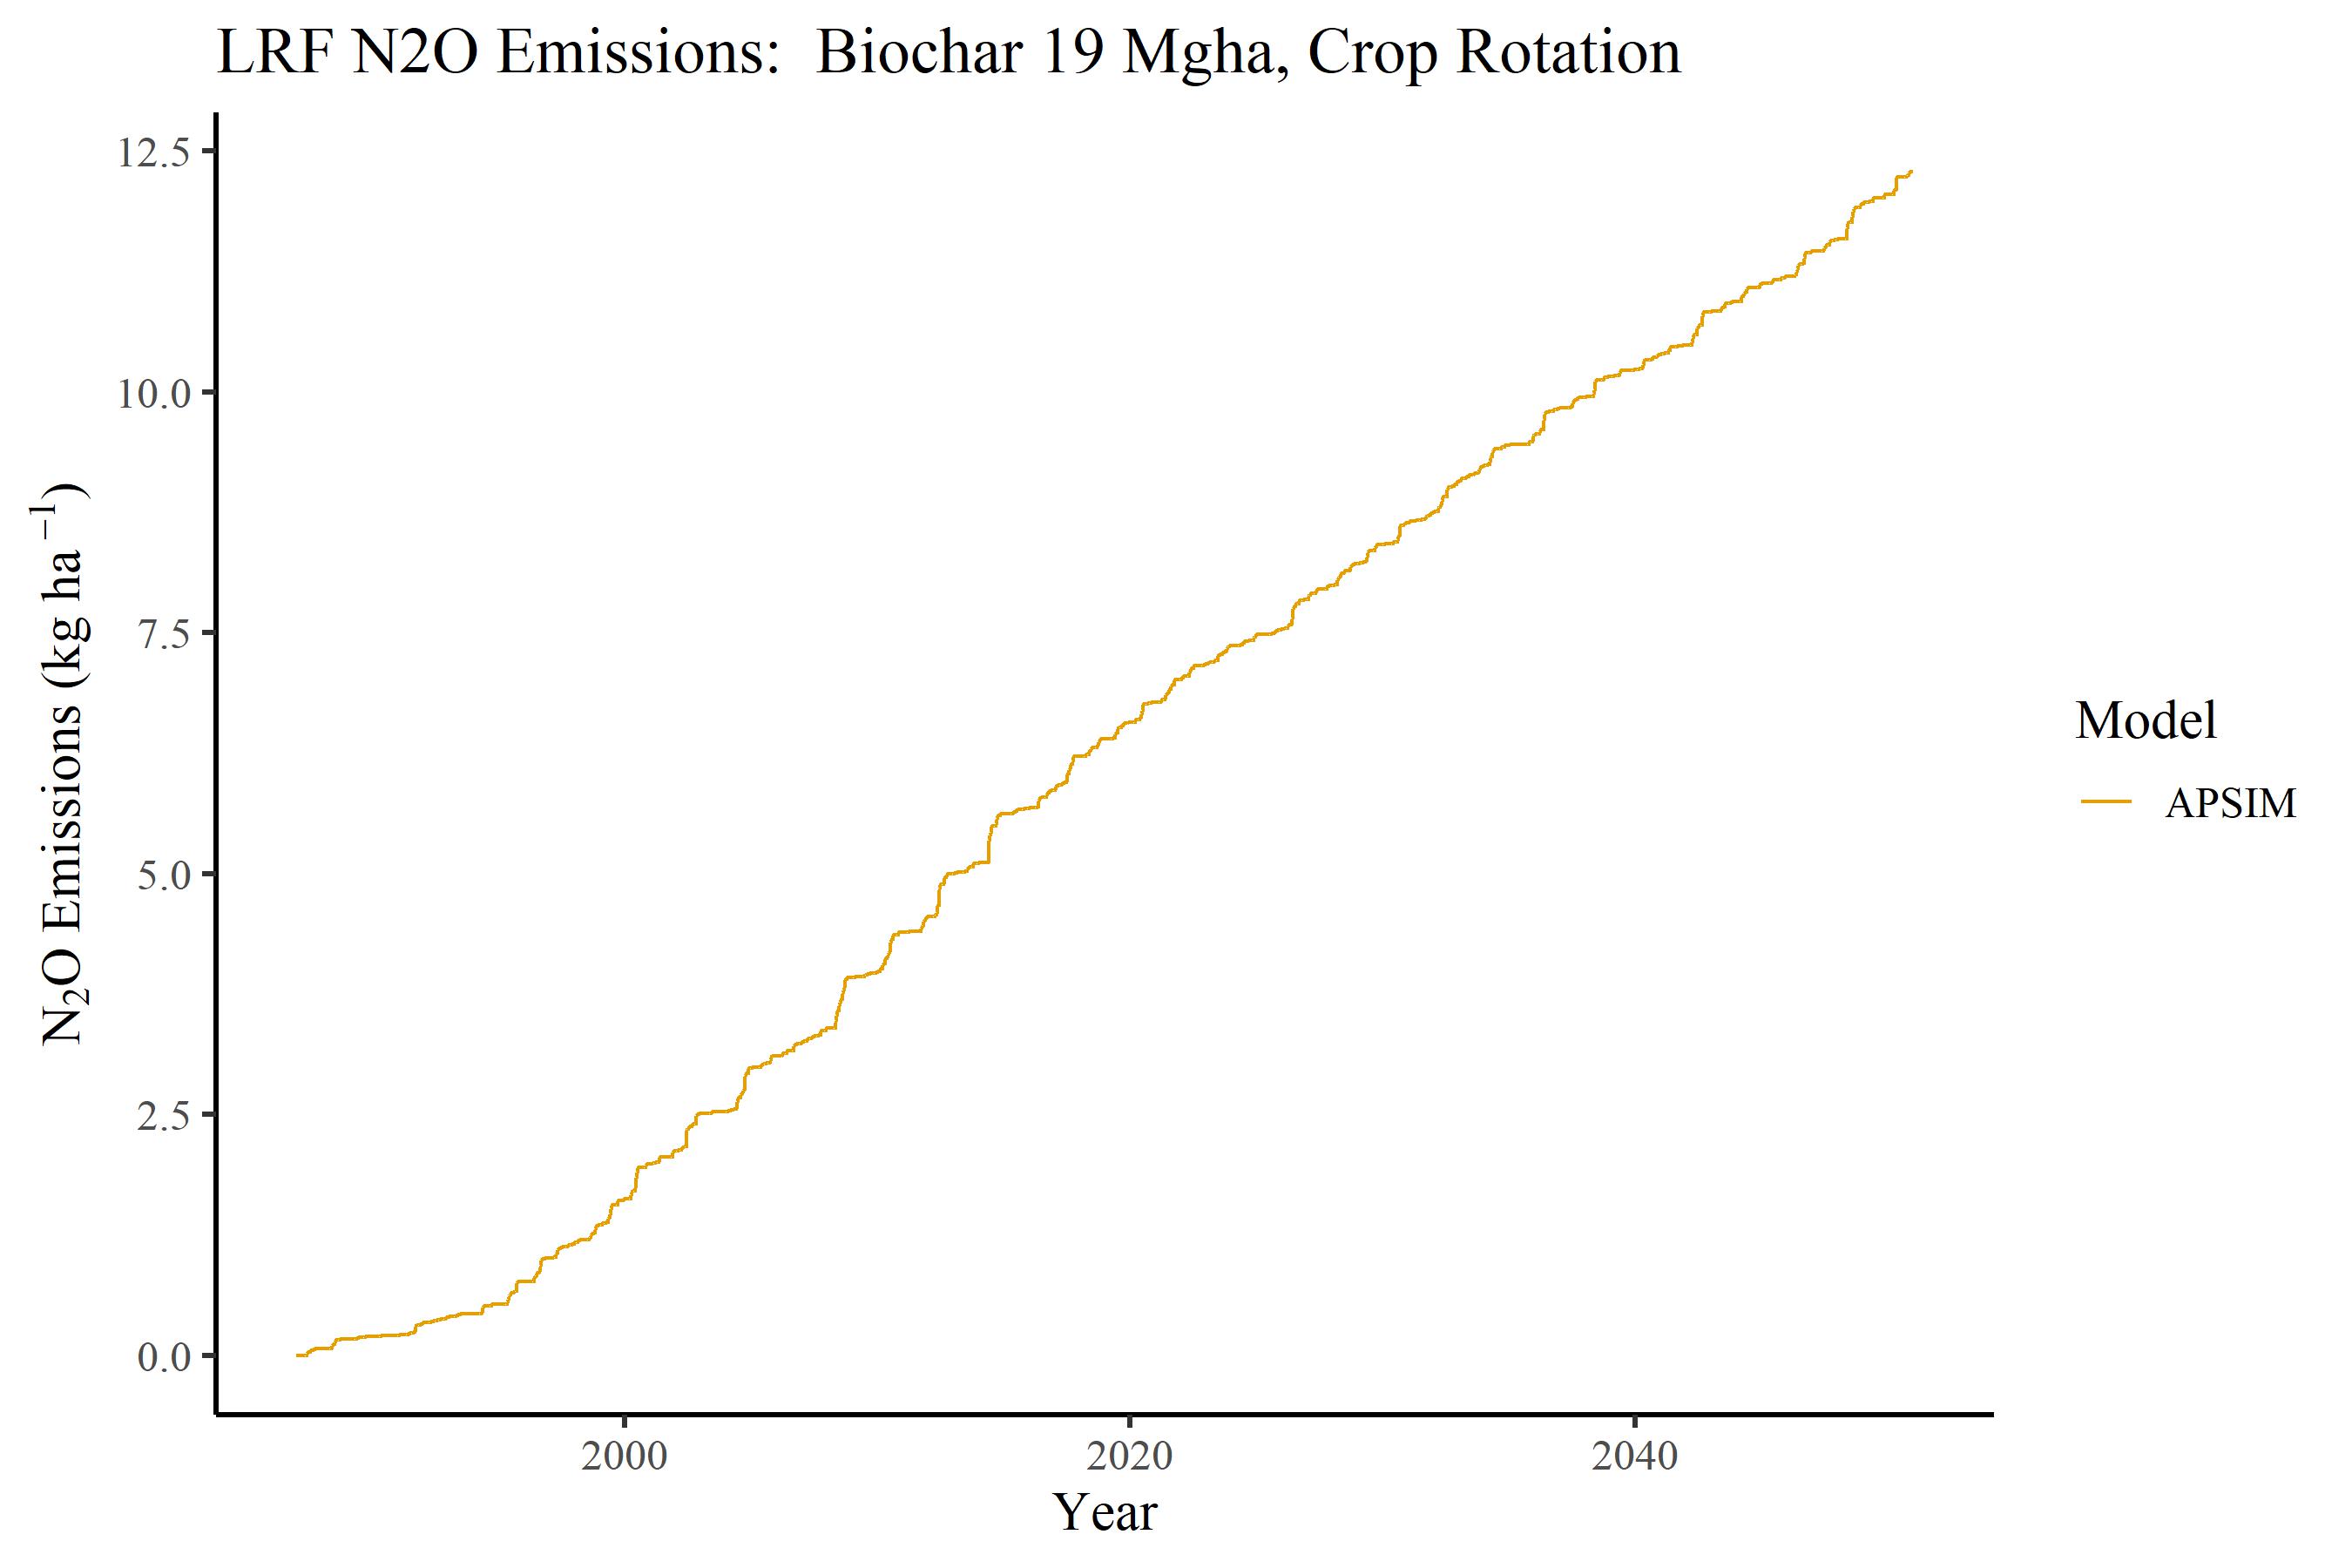 LRF N2O Emissions:  Biochar 19 Mgha, Crop Rotation
N₂O Emissions (kg ha⁻¹)
12.5
10.0
7.5
5.0
2.5
0.0
2000
2020
2040
Year
Model
APSIM